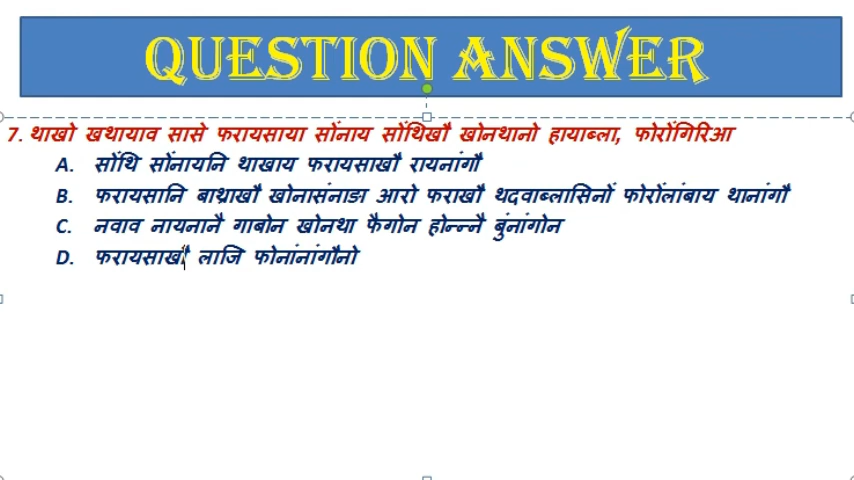 QUESTION ANSWER
7. थाखो खथायाव सासे फरायसाया सोंनाय सोंथिखौ खोनथानो हायाब्ला, फोरोंगिरिआ
A. सोंथि सोंनायनि थाखाय फरायसाखौ रायनांगौ
B. फरायसानि बाथ्राखौ खोनासंनाङा आरो फराखौ थदवाब्लासिनों फोरोंलांबाय थानांगौ
C. नवाव नायनानै गाबोन खोनथा फैगोन होन्न्नै बुंनांगोन
D. फरायसाखौ लाजि फोनांनांगौनो